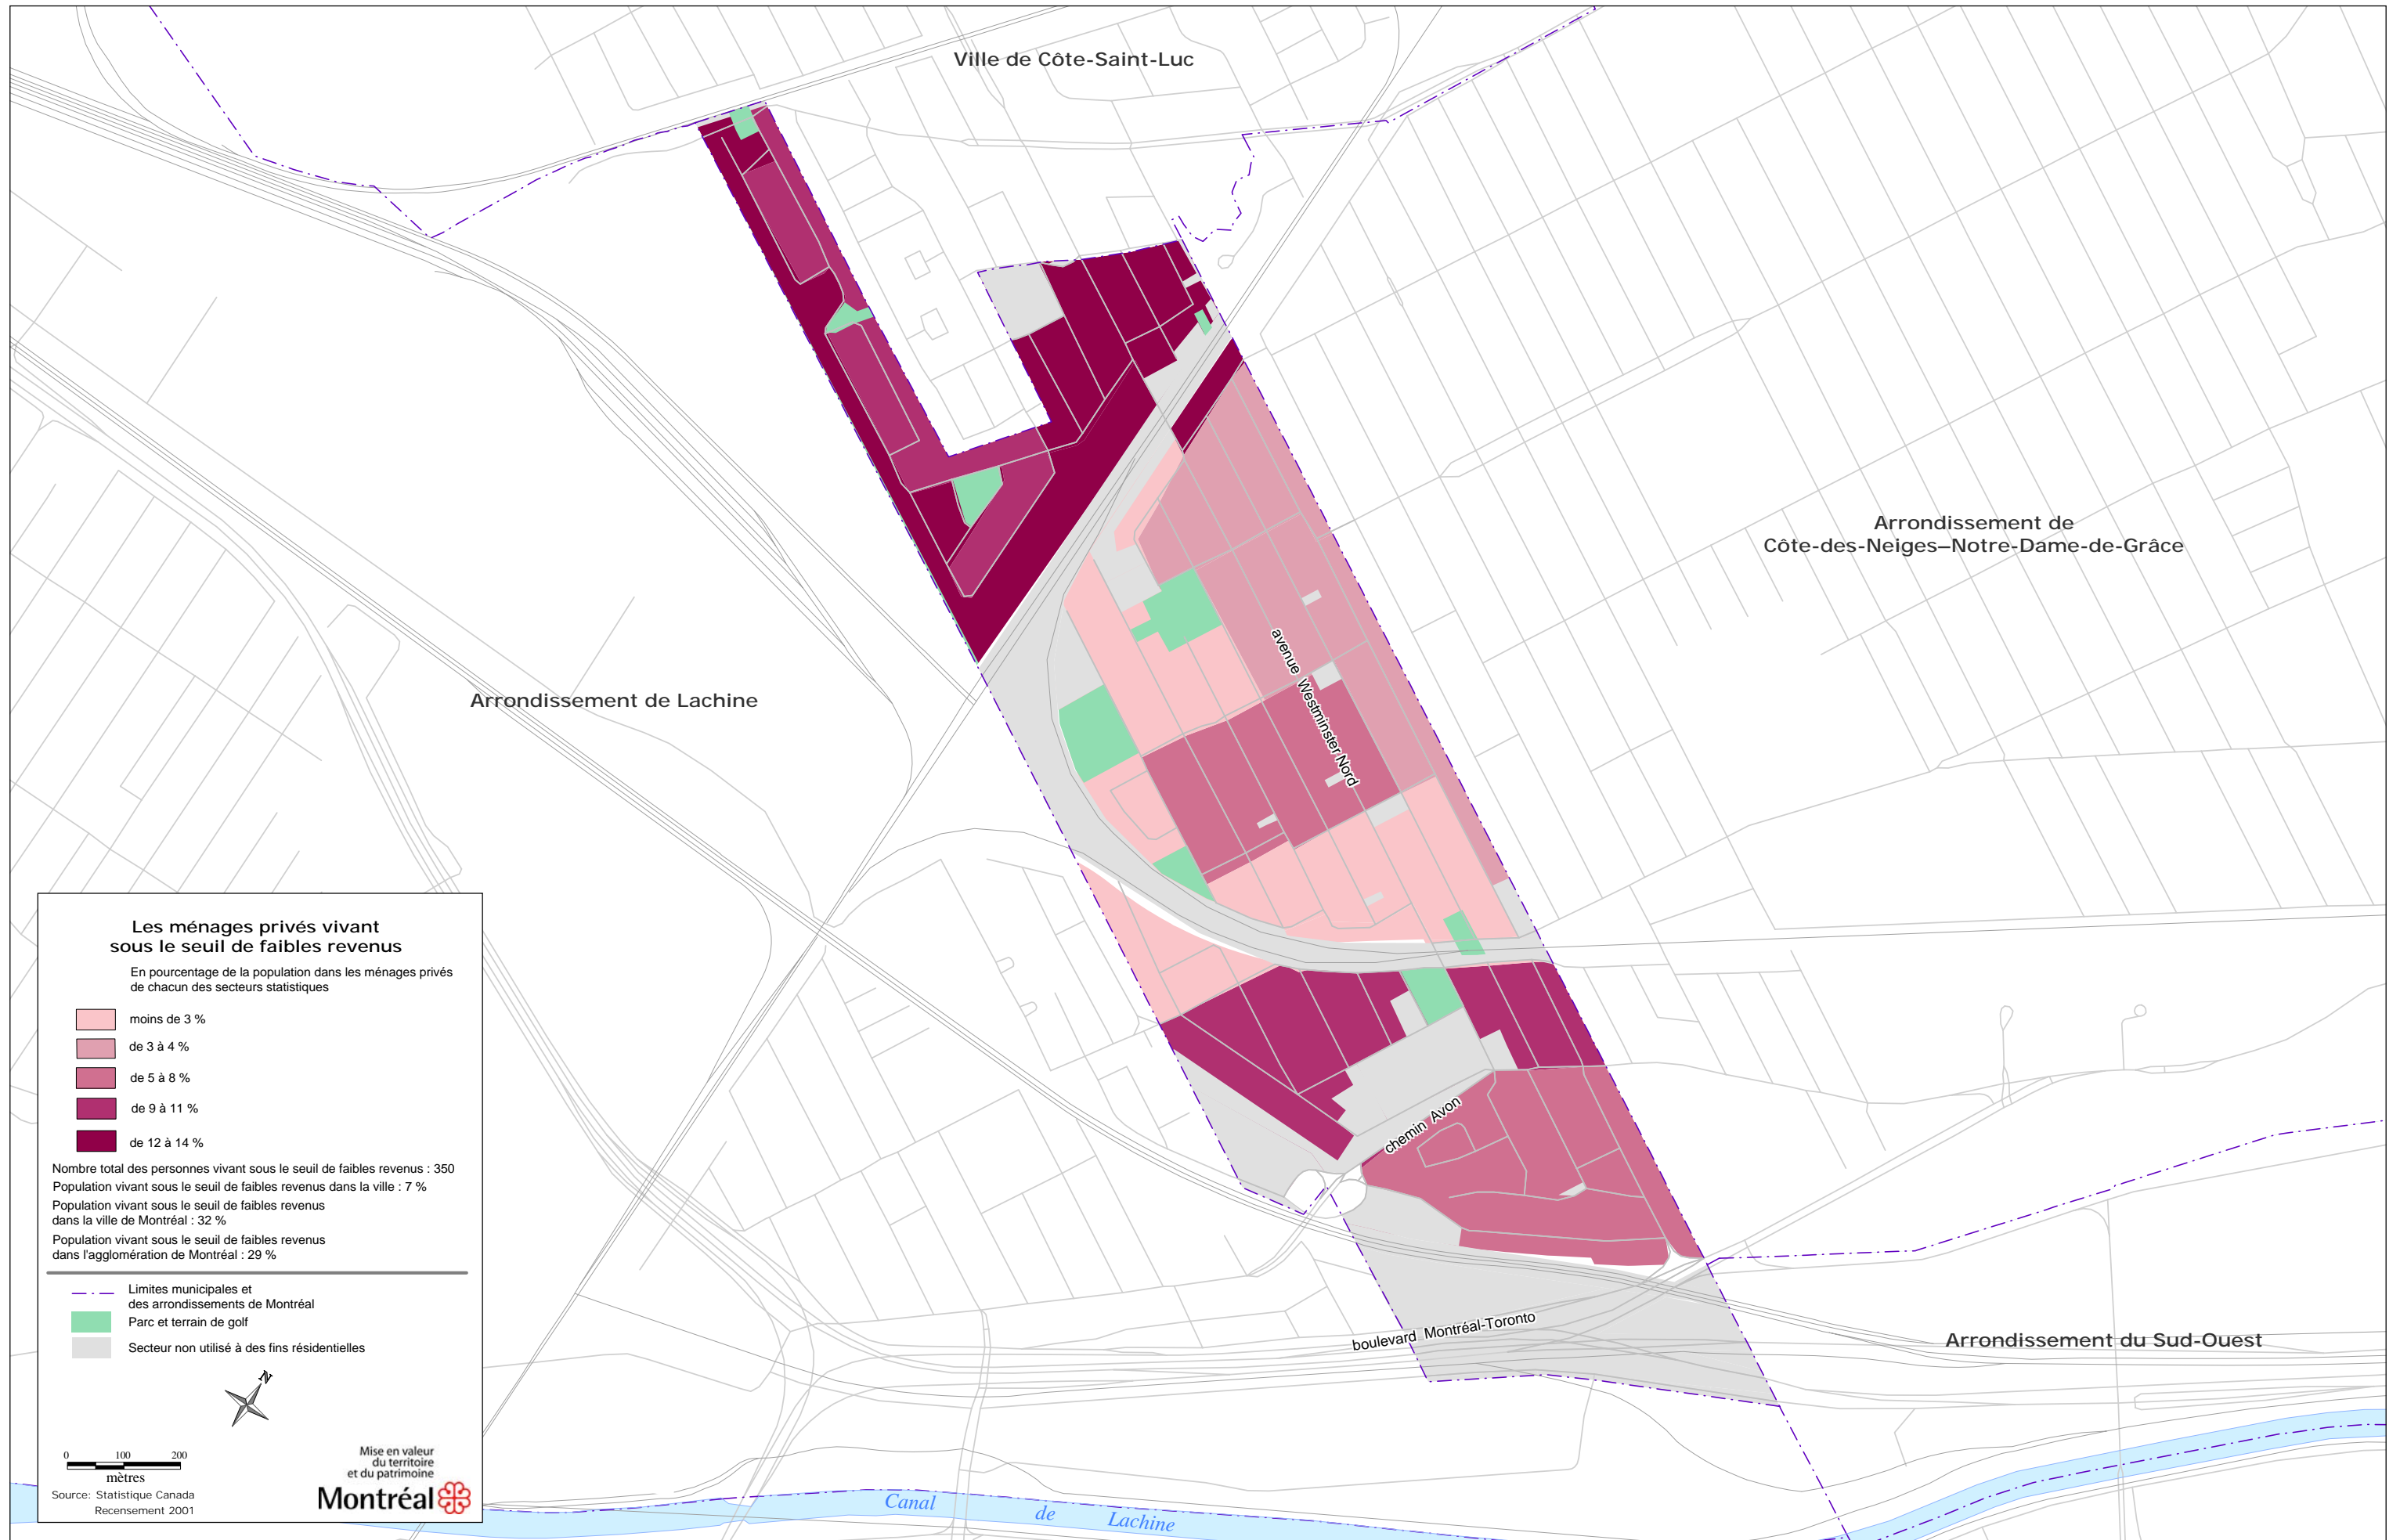 Ville de Côte-Saint-Luc
Arrondissement de
Côte-des-Neiges–Notre-Dame-de-Grâce
Arrondissement de Lachine
avenue Westminster Nord
chemin Avon
boulevard Montréal-Toronto
Arrondissement du Sud-Ouest
Canal de Lachine
Les ménages privés vivant
sous le seuil de faibles revenus
En pourcentage de la population dans les ménages privés
de chacun des secteurs statistiques
moins de 3 %
de 3 à 4 %
de 5 à 8 %
de 9 à 11 %
de 12 à 14 %
Nombre total des personnes vivant sous le seuil de faibles revenus : 350
Population vivant sous le seuil de faibles revenus dans la ville : 7 %
Population vivant sous le seuil de faibles revenus
dans la ville de Montréal : 32 %
Population vivant sous le seuil de faibles revenus
dans l'agglomération de Montréal : 29 %
Limites municipales et
des arrondissements de Montréal
Parc et terrain de golf
Secteur non utilisé à des fins résidentielles
N
0 100 200
mètres
Source: Statistique Canada
Recensement 2001
Mise en valeur
du territoire
et du patrimoine
Montréal